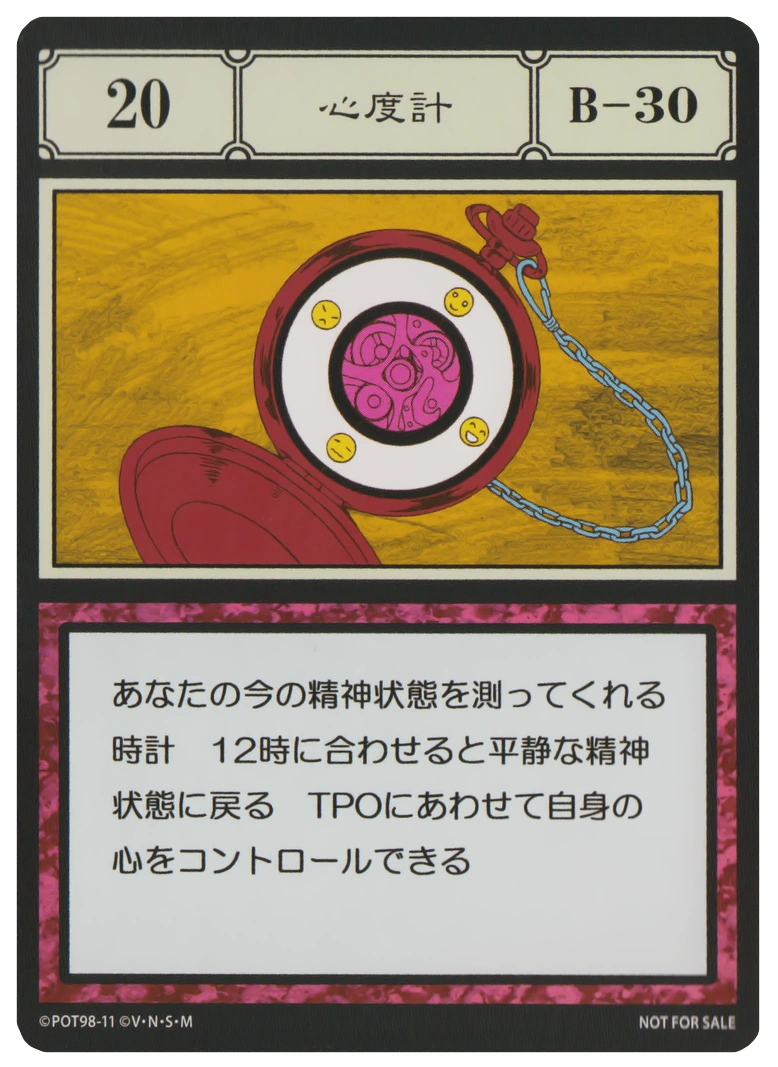 20
心度計
B-30
あなたの今の精神状態を測ってくれる
時計　12時に合わせると平静な精神
状態に戻る　TPOにあわせて自身の
心をコントロールできる
©POT98-11 ©V・N・S・M
NOT FOR SALE